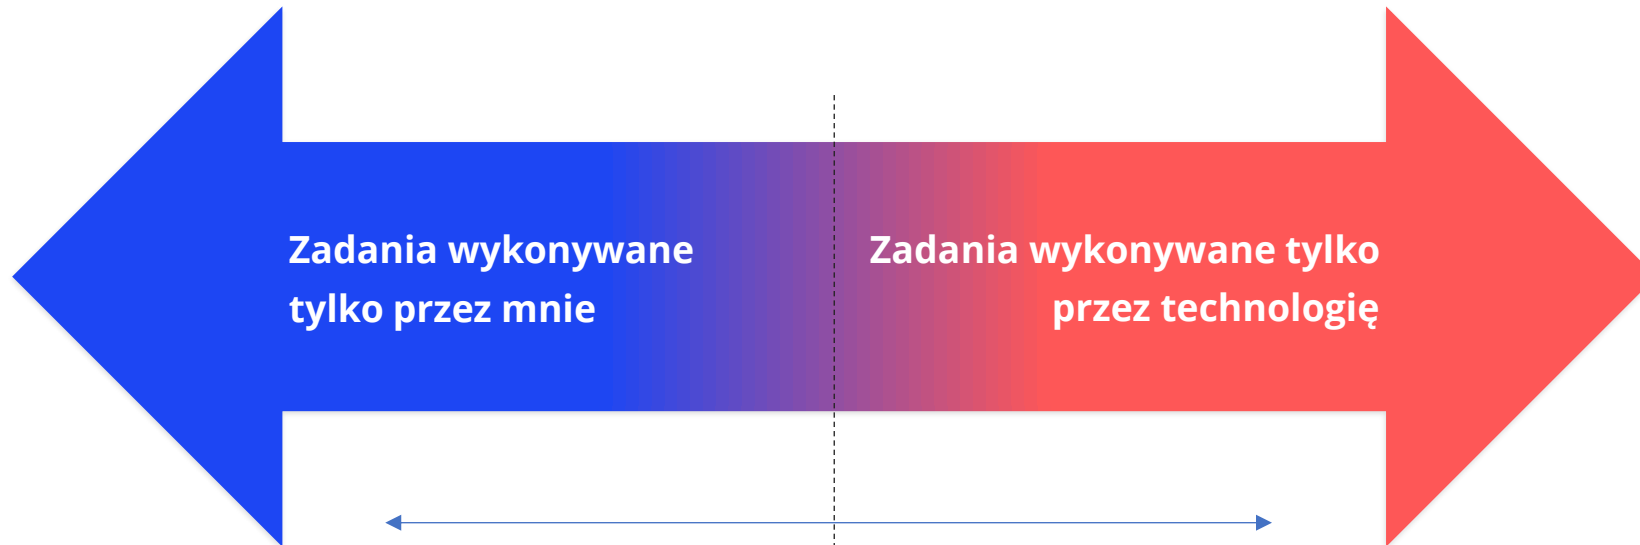 Zadania wykonywane
tylko przez mnie
Zadania wykonywane tylko
przez technologię